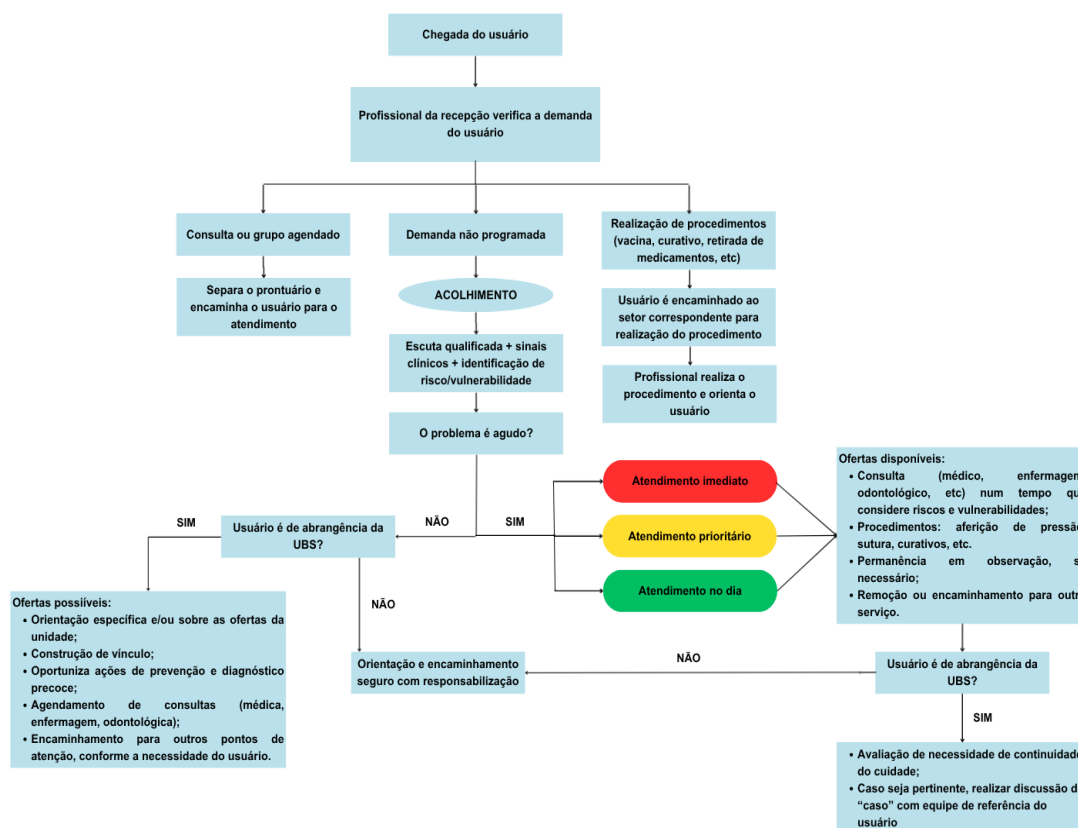 Chegada do usuário
Profissional da recepção verifica a demanda
do usuário
Consulta ou grupo agendado
Demanda não programada
Realização de procedimentos
(vacina, curativo, retirada de
medicamentos, etc)
Separa o prontuário e
encaminha o usuário para o
atendimento
ACOLHIMENTO
Usuário é encaminhado ao
setor correspondente para
realização do procedimento
Escuta qualificada + sinais
clínicos + identificação de
risco/vulnerabilidade
Profissional realiza o
procedimento e orienta o
usuário
O problema é agudo?
SIM
Usuário é de abrangência da
UBS?
NÃO
SIM
Atendimento imediato
Atendimento prioritário
Atendimento no dia
Ofertas disponíveis:
• Consulta (médico, enfermagem
odontológico, etc) num tempo qu
considere riscos e vulnerabilidades;
• Procedimentos: aferição de pressã
sutura, curativos, etc.
• Permanência em observação, s
necessário;
• Remoção ou encaminhamento para outr
serviço.
NÃO
Ofertas possiíveis:
• Orientação específica e/ou sobre as ofertas da
unidade;
• Construção de vínculo;
• Oportuniza ações de prevenção e diagnóstico
precoce;
• Agendamento de consultas (médica,
enfermagem, odontológica);
• Encaminhamento para outros pontos de
atenção, conforme a necessidade do usuário.
Orientação e encaminhamento
seguro com responsabilização
NÃO
Usuário é de abrangência da
UBS?
SIM
• Avaliação de necessidade de continuidade
do cuidade;
• Caso seja pertinente, realizar discussão d
“caso” com equipe de referência do
usuário